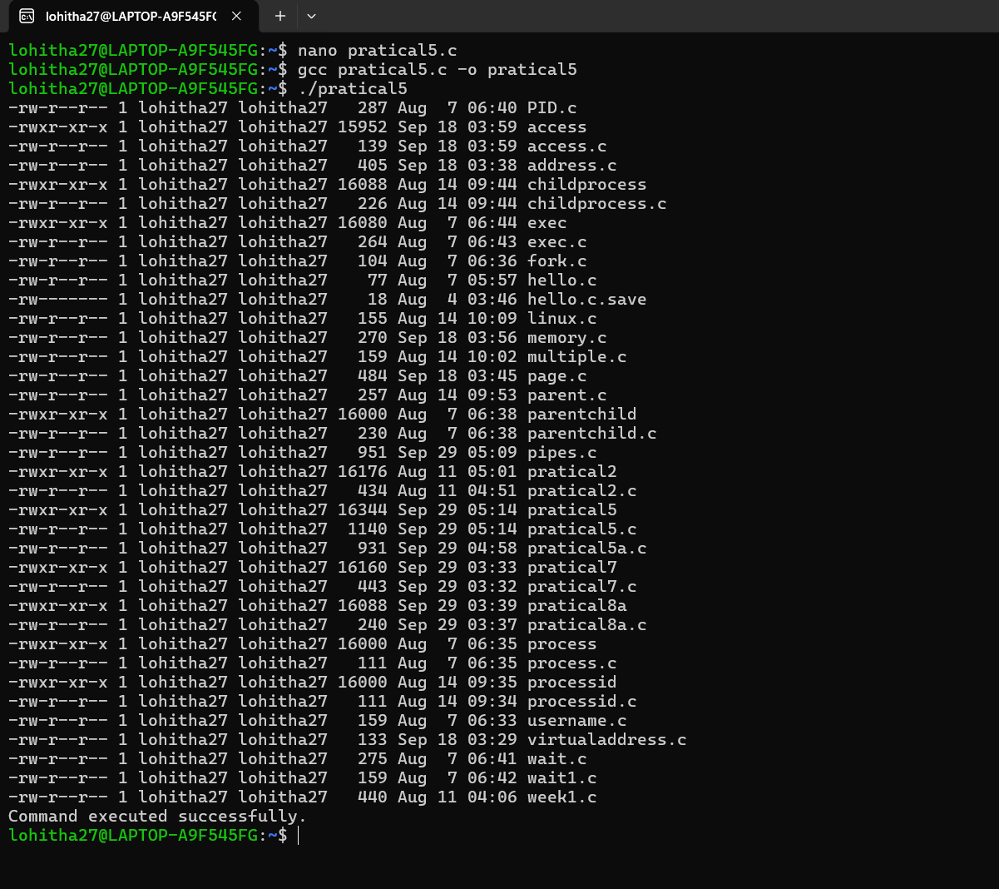 lohitha27@LAPTOP-A9F545F
lohitha27@LAPTOP-A9F545FG:~$ nano pratical5.c
lohitha27@LAPTOP-A9F545FG:~$ gcc pratical5.c -o pratical5
lohitha27@LAPTOP-A9F545FG:~$ ./pratical5
-rw-r--r-- 1 lohitha27 lohitha27   287 Aug  7 06:40 PID.c
-rwxr-xr-x 1 lohitha27 lohitha27 15952 Sep 18 03:59 access
-rw-r--r-- 1 lohitha27 lohitha27   139 Sep 18 03:59 access.c
-rw-r--r-- 1 lohitha27 lohitha27   405 Sep 18 03:38 address.c
-rwxr-xr-x 1 lohitha27 lohitha27 16088 Aug 14 09:44 childprocess
-rw-r--r-- 1 lohitha27 lohitha27   226 Aug 14 09:44 childprocess.c
-rwxr-xr-x 1 lohitha27 lohitha27 16080 Aug  7 06:44 exec
-rw-r--r-- 1 lohitha27 lohitha27   264 Aug  7 06:43 exec.c
-rw-r--r-- 1 lohitha27 lohitha27   104 Aug  7 06:36 fork.c
-rw-r--r-- 1 lohitha27 lohitha27    77 Aug  7 05:57 hello.c
-rw------- 1 lohitha27 lohitha27    18 Aug  4 03:46 hello.c.save
-rw-r--r-- 1 lohitha27 lohitha27   155 Aug 14 10:09 linux.c
-rw-r--r-- 1 lohitha27 lohitha27   270 Sep 18 03:56 memory.c
-rw-r--r-- 1 lohitha27 lohitha27   159 Aug 14 10:02 multiple.c
-rw-r--r-- 1 lohitha27 lohitha27   484 Sep 18 03:45 page.c
-rw-r--r-- 1 lohitha27 lohitha27   257 Aug 14 09:53 parent.c
-rwxr-xr-x 1 lohitha27 lohitha27 16000 Aug  7 06:38 parentchild
-rw-r--r-- 1 lohitha27 lohitha27   230 Aug  7 06:38 parentchild.c
-rw-r--r-- 1 lohitha27 lohitha27   951 Sep 29 05:09 pipes.c
-rwxr-xr-x 1 lohitha27 lohitha27 16176 Aug 11 05:01 pratical2
-rw-r--r-- 1 lohitha27 lohitha27   434 Aug 11 04:51 pratical2.c
-rwxr-xr-x 1 lohitha27 lohitha27 16344 Sep 29 05:14 pratical5
-rw-r--r-- 1 lohitha27 lohitha27  1140 Sep 29 05:14 pratical5.c
-rw-r--r-- 1 lohitha27 lohitha27   931 Sep 29 04:58 pratical5a.c
-rwxr-xr-x 1 lohitha27 lohitha27 16160 Sep 29 03:33 pratical7
-rw-r--r-- 1 lohitha27 lohitha27   443 Sep 29 03:32 pratical7.c
-rwxr-xr-x 1 lohitha27 lohitha27 16088 Sep 29 03:39 pratical8a
-rw-r--r-- 1 lohitha27 lohitha27   240 Sep 29 03:37 pratical8a.c
-rwxr-xr-x 1 lohitha27 lohitha27 16000 Aug  7 06:35 process
-rw-r--r-- 1 lohitha27 lohitha27   111 Aug  7 06:35 process.c
-rwxr-xr-x 1 lohitha27 lohitha27 16000 Aug 14 09:35 processid
-rw-r--r-- 1 lohitha27 lohitha27   111 Aug 14 09:34 processid.c
-rw-r--r-- 1 lohitha27 lohitha27   159 Aug  7 06:33 username.c
-rw-r--r-- 1 lohitha27 lohitha27   133 Sep 18 03:29 virtualaddress.c
-rw-r--r-- 1 lohitha27 lohitha27   275 Aug  7 06:41 wait.c
-rw-r--r-- 1 lohitha27 lohitha27   159 Aug  7 06:42 wait1.c
-rw-r--r-- 1 lohitha27 lohitha27   440 Aug 11 04:06 week1.c
Command executed successfully.
lohitha27@LAPTOP-A9F545FG:~$